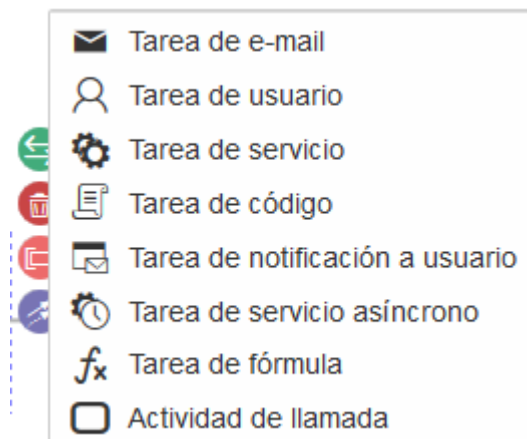 Tarea de e-mail
Tarea de usuario
Tarea de servicio
Tarea de código
Tarea de notificación a usuario
Tarea de servicio asíncrono
Tarea de fórmula
Actividad de llamada